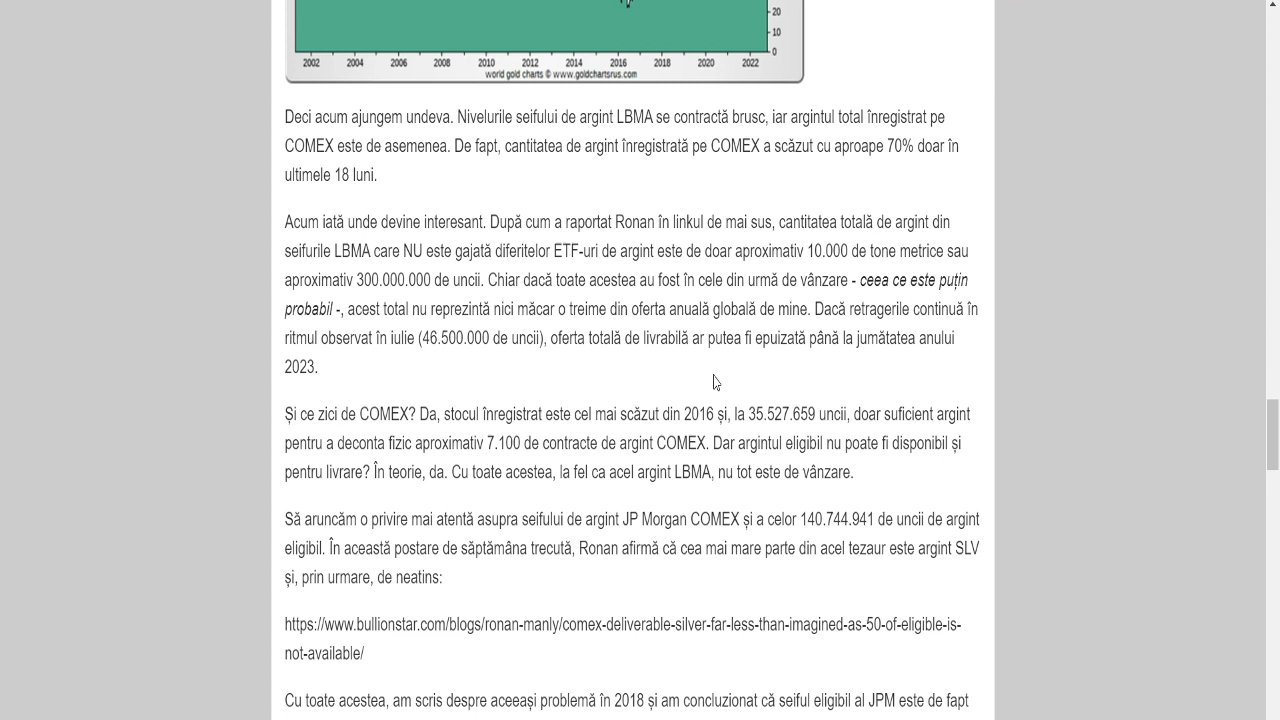 20
10
0
2002 2004 2006 2008 2010 2012 2014 2016 2018 2020 2022
world gold charts © www.goldchartsrus.com
Deci acum ajungem undeva. Nivelurile seifului de argint LBMA se contractă brusc, iar argintul total înregistrat pe
COMEX este de asemenea. De fapt, cantitatea de argint înregistrată pe COMEX a scăzut cu aproape 70% doar în
ultimele 18 luni.
Acum iată unde devine interesant. După cum a raportat Ronan în linkul de mai sus, cantitatea totală de argint din
seifurile LBMA care NU este gajată diferitelor ETF-uri de argint este de doar aproximativ 10.000 de tone metrice sau
aproximativ 300.000.000 de uncii. Chiar dacă toate acestea au fost în cele din urmă de vânzare - ceea ce este puțin
probabil -, acest total nu reprezintă nici măcar o treime din oferta anuală globală de mine. Dacă retragerile continuă în
ritmul observat în iulie (46.500.000 de uncii), oferta totală de livrabilă ar putea fi epuizată până la jumătatea anului
2023.
Și ce zici de COMEX? Da, stocul înregistrat este cel mai scăzut din 2016 și, la 35.527.659 uncii, doar suficient argint
pentru a deconta fizic aproximativ 7.100 de contracte de argint COMEX. Dar argintul eligibil nu poate fi disponibil și
pentru livrare? În teorie, da. Cu toate acestea, la fel ca acel argint LBMA, nu tot este de vânzare.
Să aruncăm o privire mai atentă asupra seifului de argint JP Morgan COMEX și a celor 140.744.941 de uncii de argint
eligibil. În această postare de săptămâna trecută, Ronan afirmă că cea mai mare parte din acel tezaur este argint SLV
și, prin urmare, de neatins:
https://www.bullionstar.com/blogs/ronan-manly/comex-deliverable-silver-far-less-than-imagined-as-50-of-eligible-is-
not-available/
Cu toate acestea, am scris despre aceeași problemă în 2018 și am concluzionat că seiful eligibil al JPM este de fapt